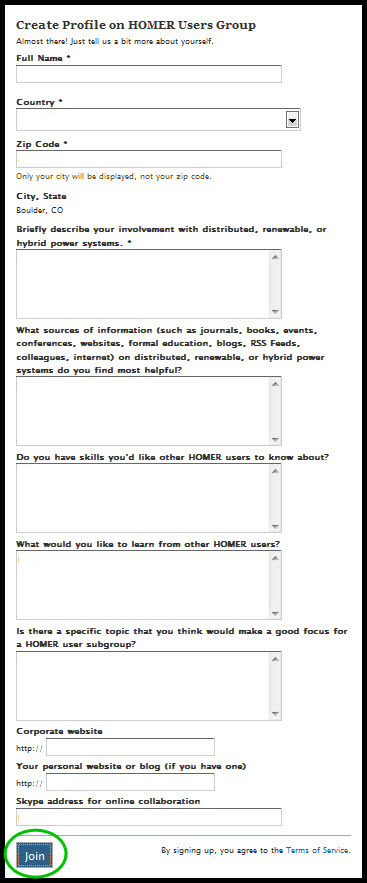 Create Profile on HOMER Users Group
Almost there! Just tell us a bit more about yourself.
Full Name *
Country *
Zip Code *
Only your city will be displayed, not your zip code.
City, State
Boulder, CO
Briefly describe your involvement with distributed, renewable, or
hybrid power systems. *
What sources of information (such as journals, books, events,
conferences, websites, formal education, blogs, RSS Feeds,
colleagues, internet) on distributed, renewable, or hybrid power
systems do you find most helpful?
Do you have skills you'd like other HOMER users to know about?
What would you like to learn from other HOMER users?
Is there a specific topic that you think would make a good focus for
a HOMER user subgroup?
Corporate website
http://
Your personal website or blog (if you have one)
http://
Skype address for online collaboration
Join
By signing up, you agree to the Terms of Service.